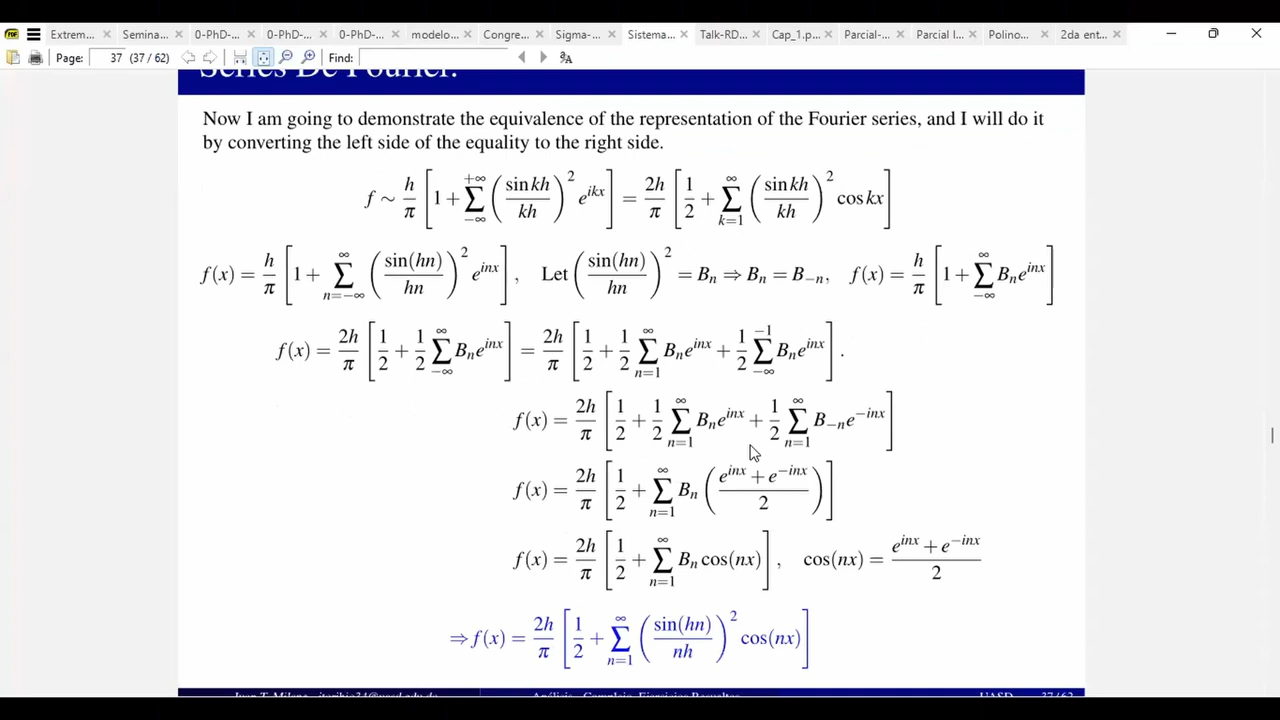 Extrem... × Semina... × 0-PhD-... × 0-PhD-... × 0-PhD-... × modelo... × Congre... × Sigma-... × Sistema... × Talk-RD... × Cap_1.p... × Parcial-... × Parcial I... × Polino... × 2da ent... ×
Page: 37 (37 / 62) Find:
Series De Fourier.
Now I am going to demonstrate the equivalence of the representation of the Fourier series, and I will do it
by converting the left side of the equality to the right side.
f ∼ h/π [1 + ∑_{−∞}^{+∞} (sin kh / kh)² e^{ikx}] = 2h/π [1/2 + ∑_{k=1}^{∞} (sin kh / kh)² cos kx]
f(x) = h/π [1 + ∑_{n=−∞}^{∞} (sin(hn) / hn)² e^{inx}], Let (sin(hn) / hn)² = B_n ⇒ B_n = B_{−n}, f(x) = h/π [1 + ∑_{−∞}^{∞} B_n e^{inx}]
f(x) = 2h/π [1/2 + 1/2 ∑_{−∞}^{∞} B_n e^{inx}] = 2h/π [1/2 + 1/2 ∑_{n=1}^{∞} B_n e^{inx} + 1/2 ∑_{−∞}^{−1} B_n e^{inx}].
f(x) = 2h/π [1/2 + 1/2 ∑_{n=1}^{∞} B_n e^{inx} + 1/2 ∑_{n=1}^{∞} B_{−n} e^{−inx}]
f(x) = 2h/π [1/2 + ∑_{n=1}^{∞} B_n ((e^{inx} + e^{−inx}) / 2)]
f(x) = 2h/π [1/2 + ∑_{n=1}^{∞} B_n cos(nx)], cos(nx) = (e^{inx} + e^{−inx}) / 2
⇒ f(x) = 2h/π [1/2 + ∑_{n=1}^{∞} (sin(hn) / nh)² cos(nx)]
UASD 37/62